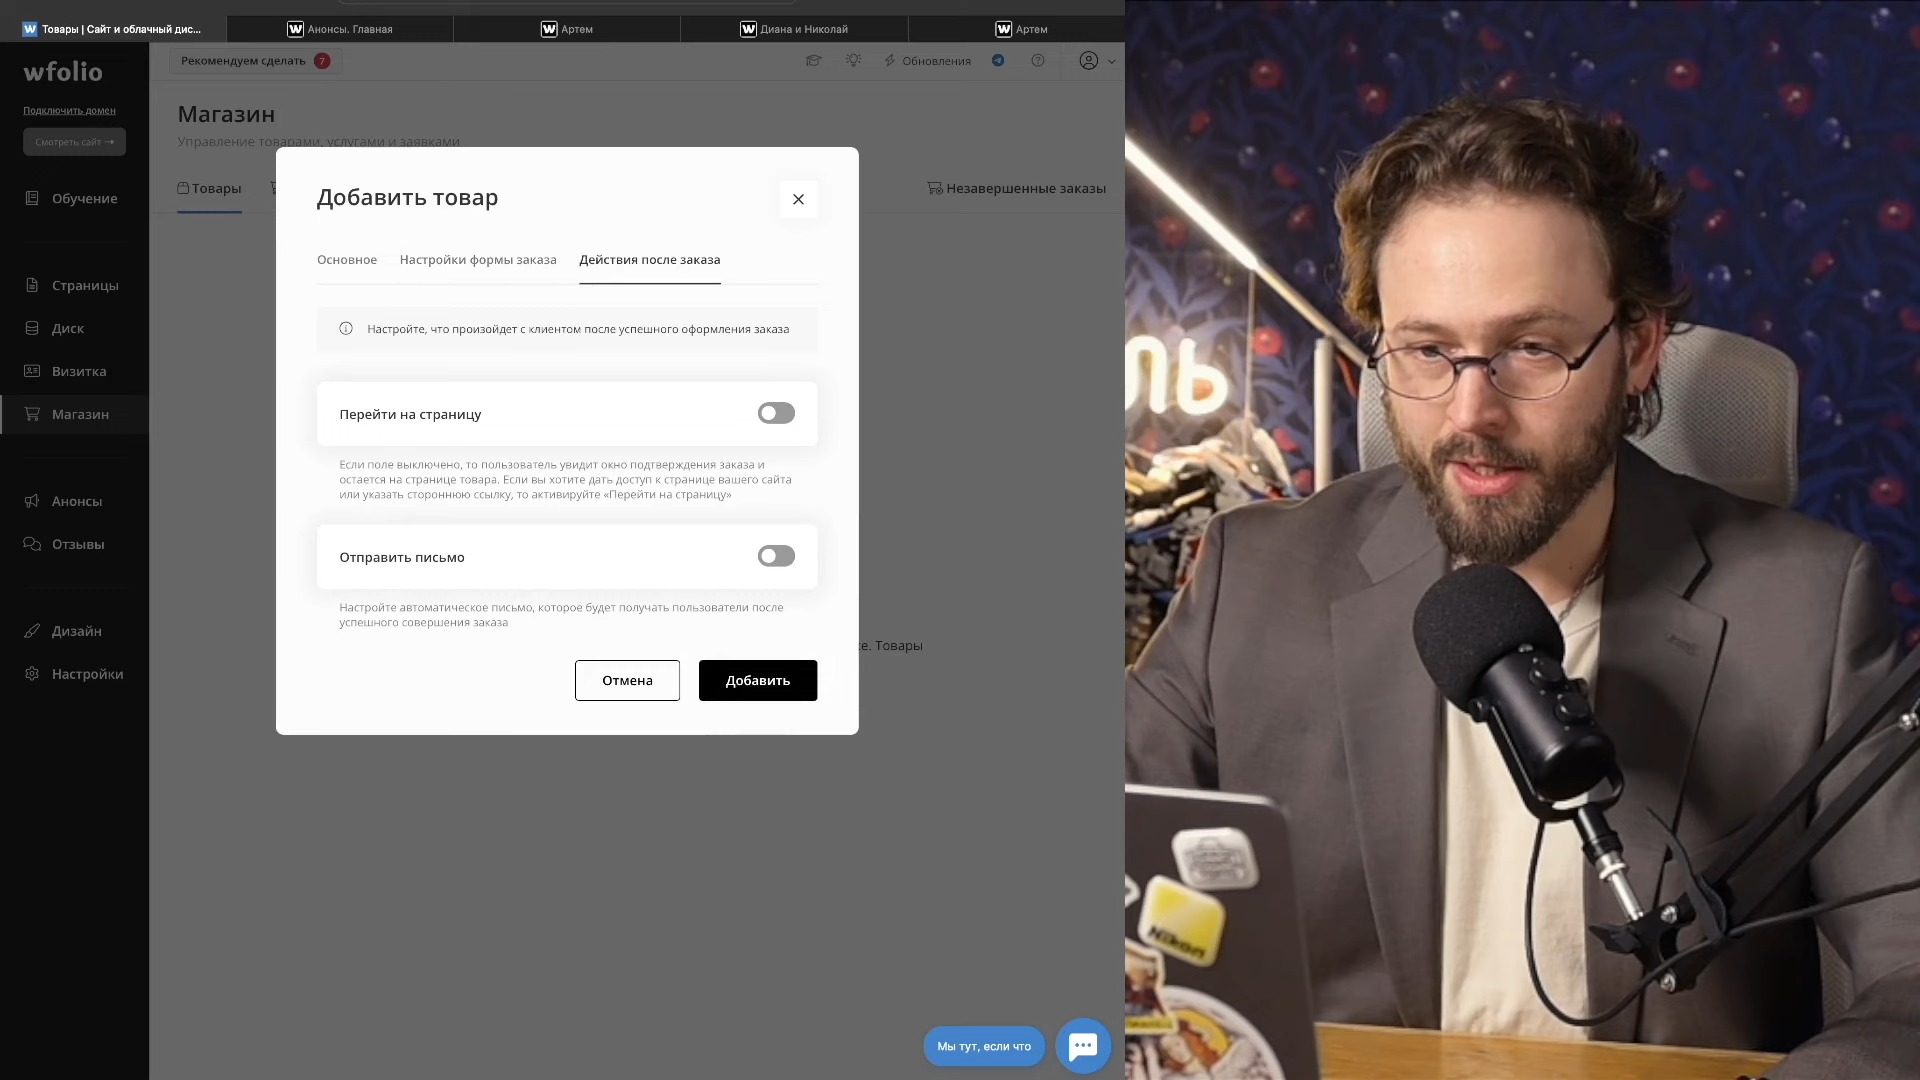 Товары | Сайт и облачный дис...
Анонсы. Главная
Артем
Диана и Николай
Артем
wfolio
Рекомендуем сделать 7
Обновления
Подключить домен
Смотреть сайт →
Магазин
Управление товарами, услугами и заявками
Товары
Незавершенные заказы
Обучение
Страницы
Диск
Визитка
Магазин
Анонсы
Отзывы
Дизайн
Настройки
Добавить товар
Основное
Настройки формы заказа
Действия после заказа
Настройте, что произойдет с клиентом после успешного оформления заказа
Перейти на страницу
Если поле выключено, то пользователь увидит окно подтверждения заказа и
остается на странице товара. Если вы хотите дать доступ к странице вашего сайта
или указать стороннюю ссылку, то активируйте «Перейти на страницу»
Отправить письмо
Настройте автоматическое письмо, которое будет получать пользователи после
успешного совершения заказа
Отмена
Добавить
се. Товары
Мы тут, если что
ль
Nikon